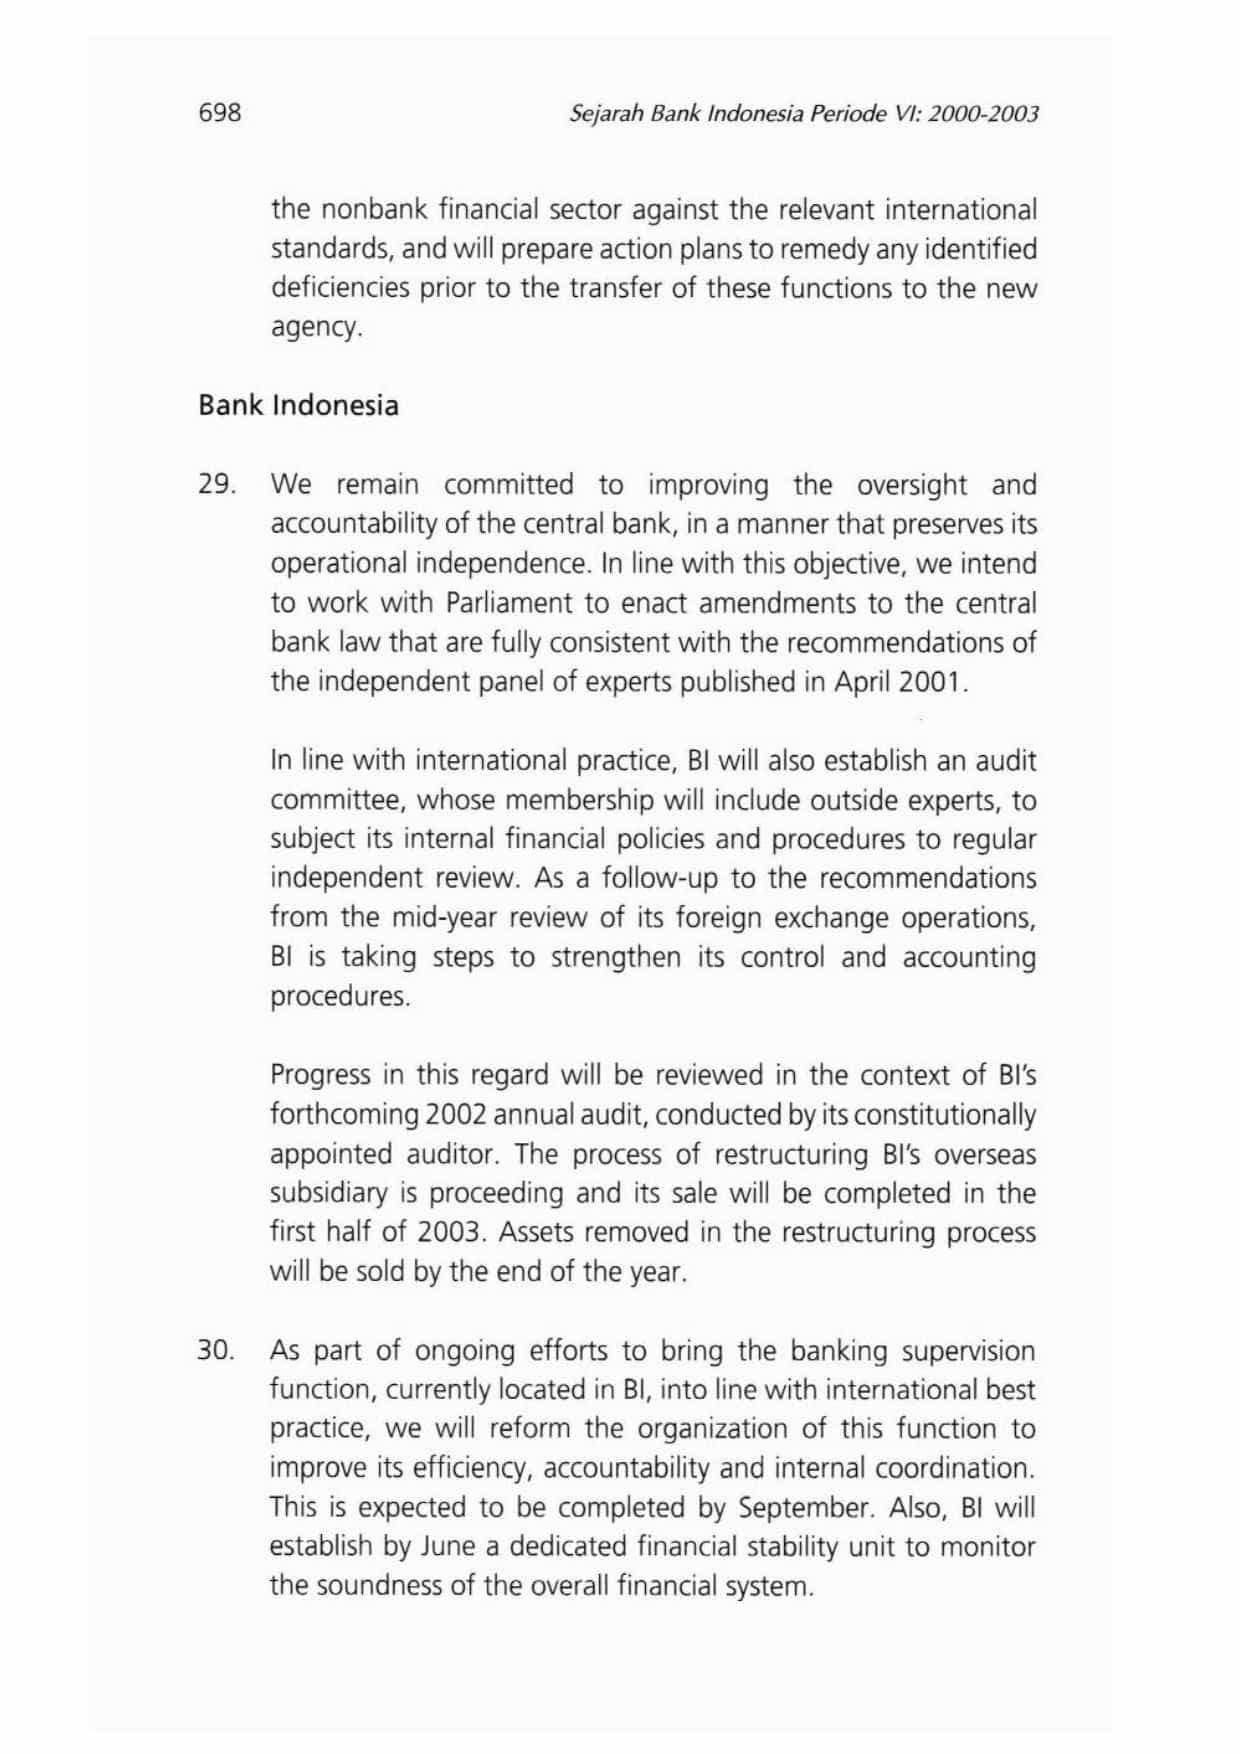 698
Sejarah Bank Indonesia Periode VI: 2000-2003
the nonbank financial sector against the relevant international
standards, and will prepare action plans to remedy any identified
deficiencies prior to the transfer of these functions to the new
agency.
Bank Indonesia
29. We remain committed to improving the oversight and
accountability of the central bank, in a manner that preserves its
operational independence. In line with this objective, we intend
to work with Parliament to enact amendments to the central
bank law that are fully consistent with the recommendations of
the independent panel of experts published in April 2001.
In line with international practice, BI will also establish an audit
committee, whose membership will include outside experts, to
subject its internal financial policies and procedures to regular
independent review. As a follow-up to the recommendations
from the mid-year review of its foreign exchange operations,
BI is taking steps to strengthen its control and accounting
procedures.
Progress in this regard will be reviewed in the context of BI's
forthcoming 2002 annual audit, conducted by its constitutionally
appointed auditor. The process of restructuring BI's overseas
subsidiary is proceeding and its sale will be completed in the
first half of 2003. Assets removed in the restructuring process
will be sold by the end of the year.
30. As part of ongoing efforts to bring the banking supervision
function, currently located in BI, into line with international best
practice, we will reform the organization of this function to
improve its efficiency, accountability and internal coordination.
This is expected to be completed by September. Also, BI will
establish by June a dedicated financial stability unit to monitor
the soundness of the overall financial system.